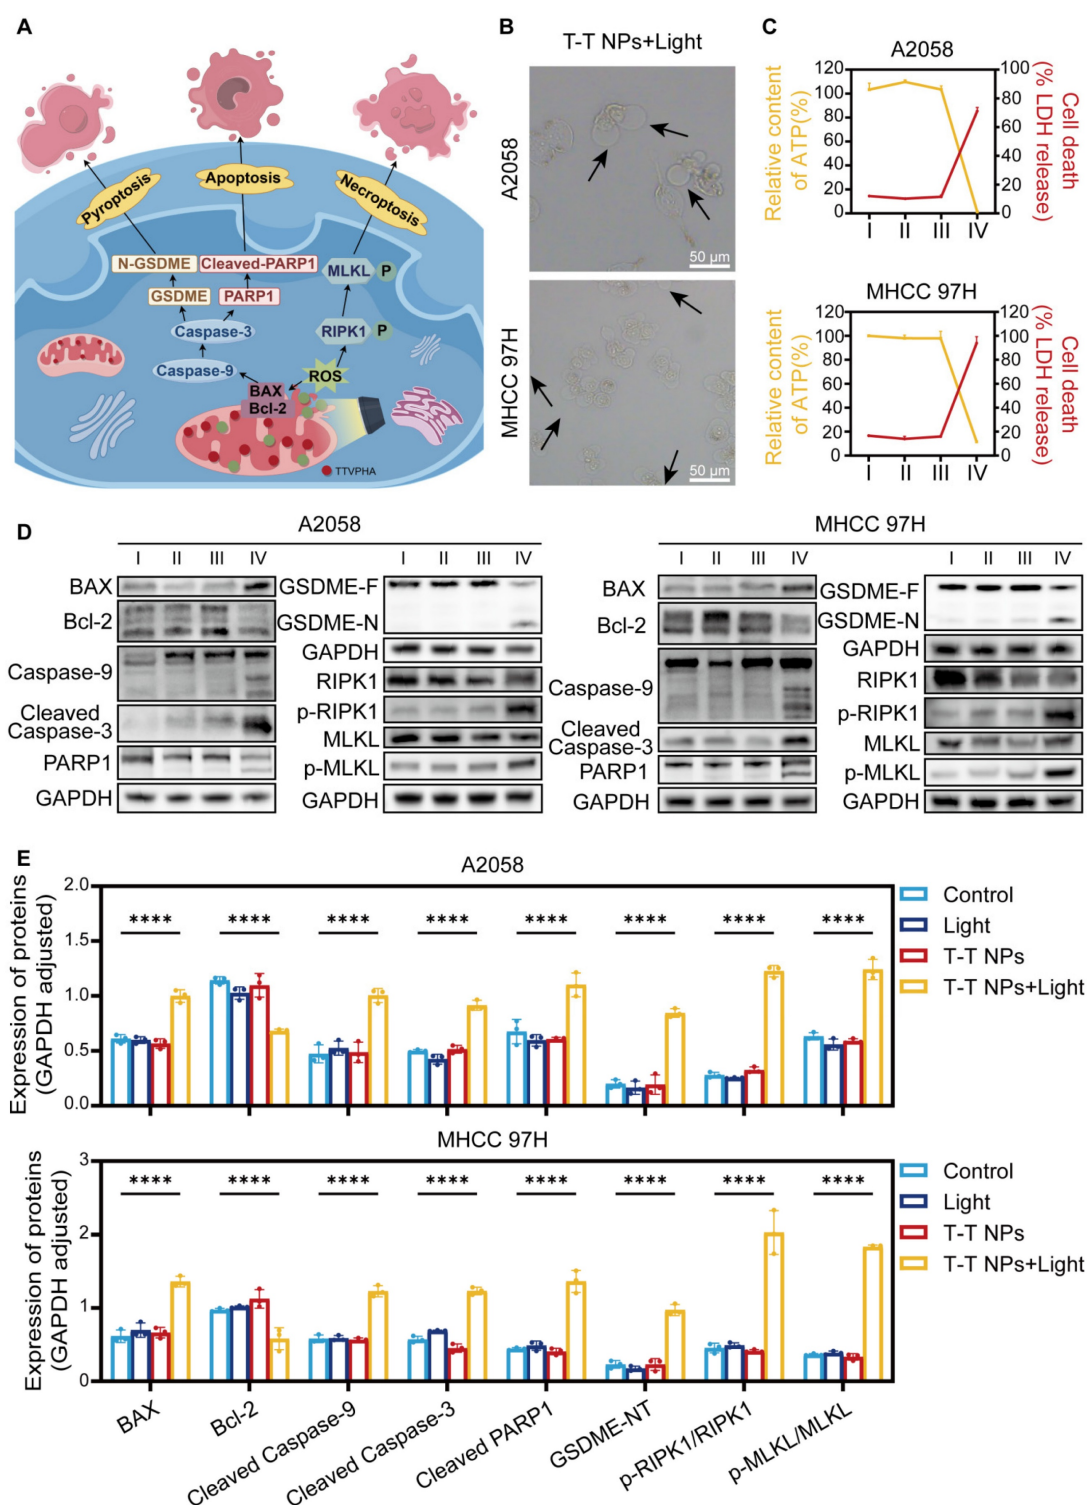 A
Pyroptosis
Apoptosis
Necroptosis
N-GSDME
Cleaved-PARP1
MLKL
P
GSDME
PARP1
Caspase-3
RIPK1
P
Caspase-9
ROS
BAX
Bcl-2
TTVPHA
B
T-T NPs+Light
A2058
50 μm
MHCC 97H
50 μm
C
A2058
Relative content
of ATP(%)
120
100
80
60
40
20
0
100
80
60
40
20
0
Cell death
(% LDH
release)
I II III IV
MHCC 97H
Relative content
of ATP(%)
120
100
80
60
40
20
0
120
100
80
60
40
20
0
Cell death
(% LDH
release)
I II III IV
D
A2058
I II III IV
BAX
Bcl-2
Caspase-9
Cleaved
Caspase-3
PARP1
GAPDH
I II III IV
GSDME-F
GSDME-N
GAPDH
RIPK1
p-RIPK1
MLKL
p-MLKL
GAPDH
MHCC 97H
I II III IV
BAX
Bcl-2
Caspase-9
Cleaved
Caspase-3
PARP1
GAPDH
I II III IV
GSDME-F
GSDME-N
GAPDH
RIPK1
p-RIPK1
MLKL
p-MLKL
GAPDH
E
A2058
Expression of proteins
(GAPDH adjusted)
2.0
1.5
1.0
0.5
0.0
**** **** **** **** **** **** **** ****
Control
Light
T-T NPs
T-T NPs+Light
MHCC 97H
Expression of proteins
(GAPDH adjusted)
3
2
1
0
**** **** **** **** **** **** **** ****
Control
Light
T-T NPs
T-T NPs+Light
BAX
Bcl-2
Cleaved Caspase-9
Cleaved Caspase-3
Cleaved PARP1
GSDME-NT
p-RIPK1/RIPK1
p-MLKL/MLKL